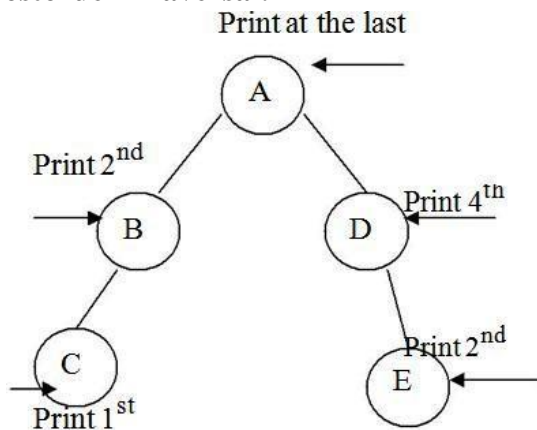 Print at the last
A
Print 2nd
B
D
Print 4th
C
Print 1st
E
Print 2nd